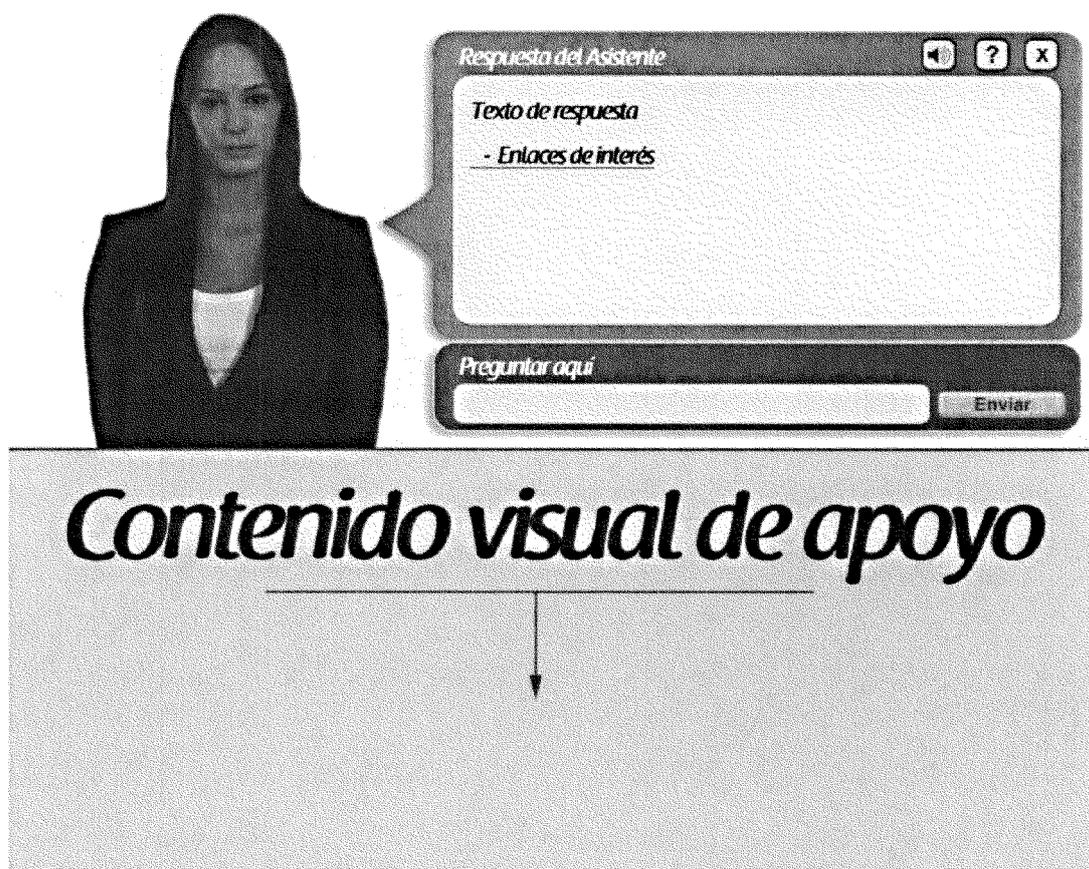 Respuesta del Asistente
? X
Texto de respuesta
- Enlaces de interés
Preguntar aquí
Enviar
Contenido visual de apoyo